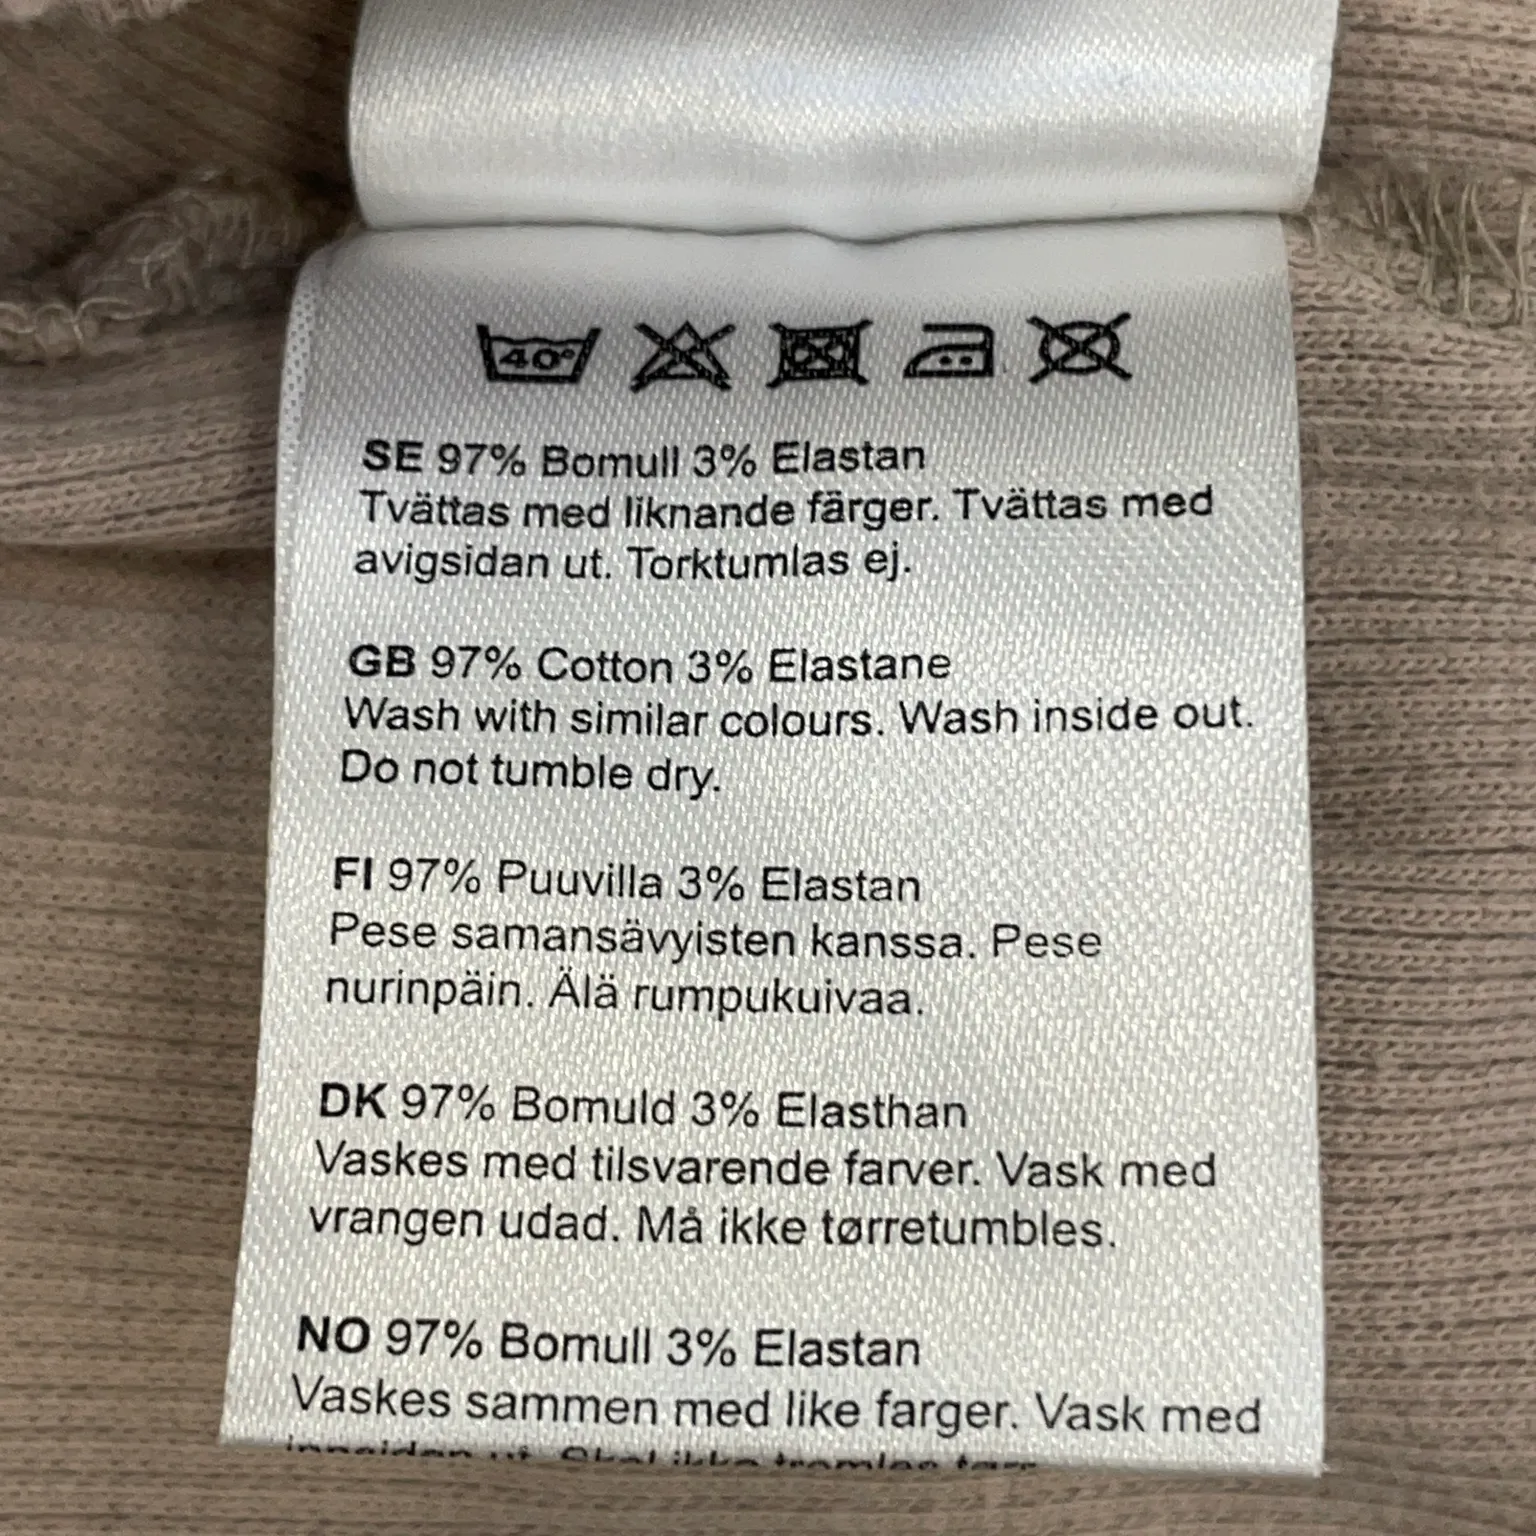 40°
SE 97% Bomull 3% Elastan
Tvättas med liknande färger. Tvättas med
avigsidan ut. Torktumlas ej.
GB 97% Cotton 3% Elastane
Wash with similar colours. Wash inside out.
Do not tumble dry.
FI 97% Puuvilla 3% Elastan
Pese samansävyisten kanssa. Pese
nurinpäin. Älä rumpukuivaa.
DK 97% Bomuld 3% Elasthan
Vaskes med tilsvarende farver. Vask med
vrangen udad. Må ikke tørretumbles.
NO 97% Bomull 3% Elastan
Vaskes sammen med like farger. Vask med